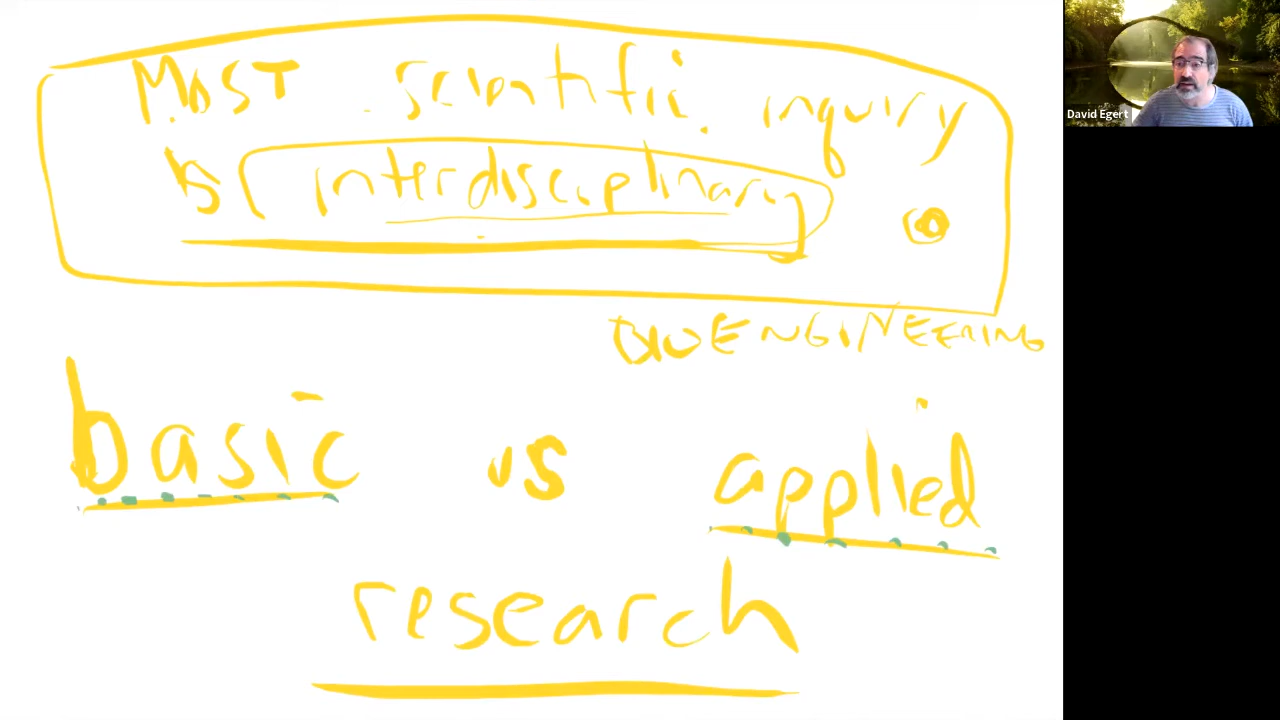 MOST scientific inquiry
is interdisciplinary
BIOENGINEERING
basic vs applied
research
David Egert